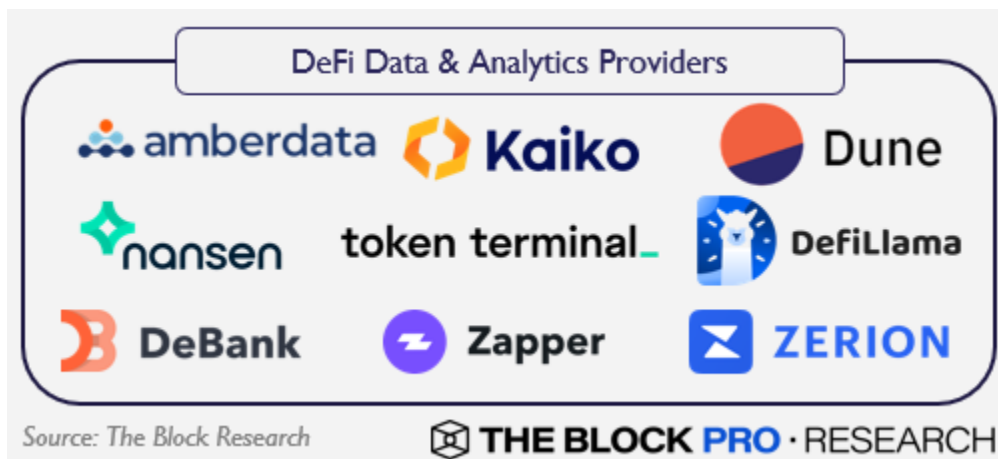 DeFi Data & Analytics Providers
amberdata Kaiko Dune
nansen token terminal_ DefiLlama
DeBank Zapper ZERION
Source: The Block Research THE BLOCK PRO · RESEARCH